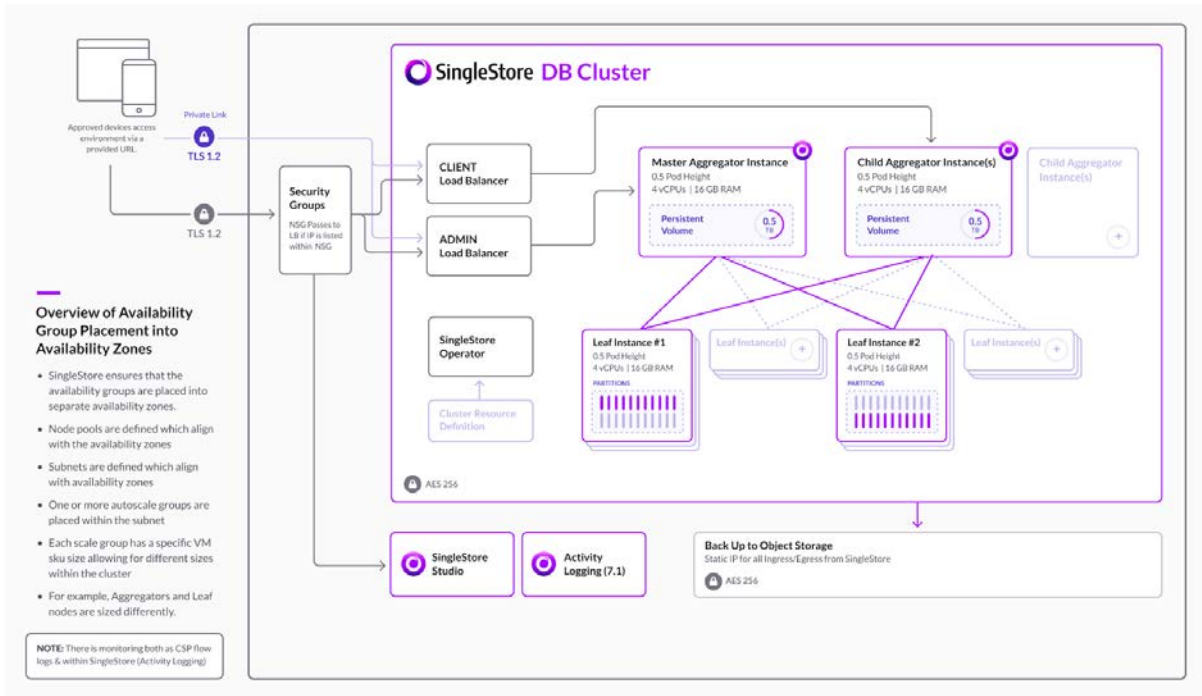 SingleStore DB Cluster
Approved devices access
environment via a
provided URL.
Private Link
TLS 1.2
TLS 1.2
Security
Groups
NSG Passes to
LB if IP is listed
within NSG
CLIENT
Load Balancer
ADMIN
Load Balancer
Master Aggregator Instance
0.5 Pod Height
4 vCPUs | 16 GB RAM
Persistent
Volume
0.5
TB
Child Aggregator Instance(s)
0.5 Pod Height
4 vCPUs | 16 GB RAM
Persistent
Volume
0.5
TB
Child Aggregator
Instance(s)
+
SingleStore
Operator
Cluster Resource
Definition
Leaf Instance #1
0.5 Pod Height
4 vCPUs | 16 GB RAM
PARTITIONS
Leaf Instance(s)
+
Leaf Instance #2
0.5 Pod Height
4 vCPUs | 16 GB RAM
PARTITIONS
Leaf Instance(s)
+
AES 256
Overview of Availability
Group Placement into
Availability Zones
• SingleStore ensures that the
availability groups are placed into
separate availability zones.
• Node pools are defined which align
with the availability zones
• Subnets are defined which align
with availability zones
• One or more autoscale groups are
placed within the subnet
• Each scale group has a specific VM
sku size allowing for different sizes
within the cluster
• For example, Aggregators and Leaf
nodes are sized differently.
NOTE: There is monitoring both as CSP flow
logs & within SingleStore (Activity Logging)
SingleStore
Studio
Activity
Logging (7.1)
Back Up to Object Storage
Static IP for all Ingress/Egress from SingleStore
AES 256